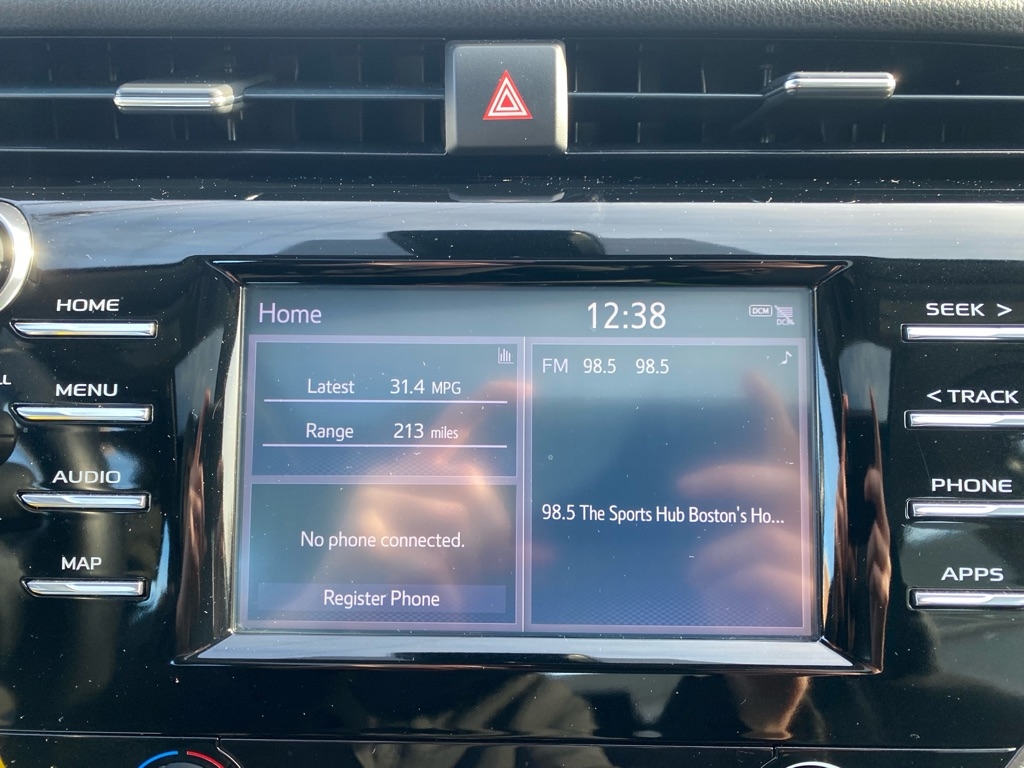 HOME
MENU
AUDIO
MAP
Home 12:38 DCM
Latest 31.4 MPG
Range 213 miles
No phone connected.
Register Phone
FM 98.5 98.5
98.5 The Sports Hub Boston's Ho...
SEEK >
< TRACK
PHONE
APPS